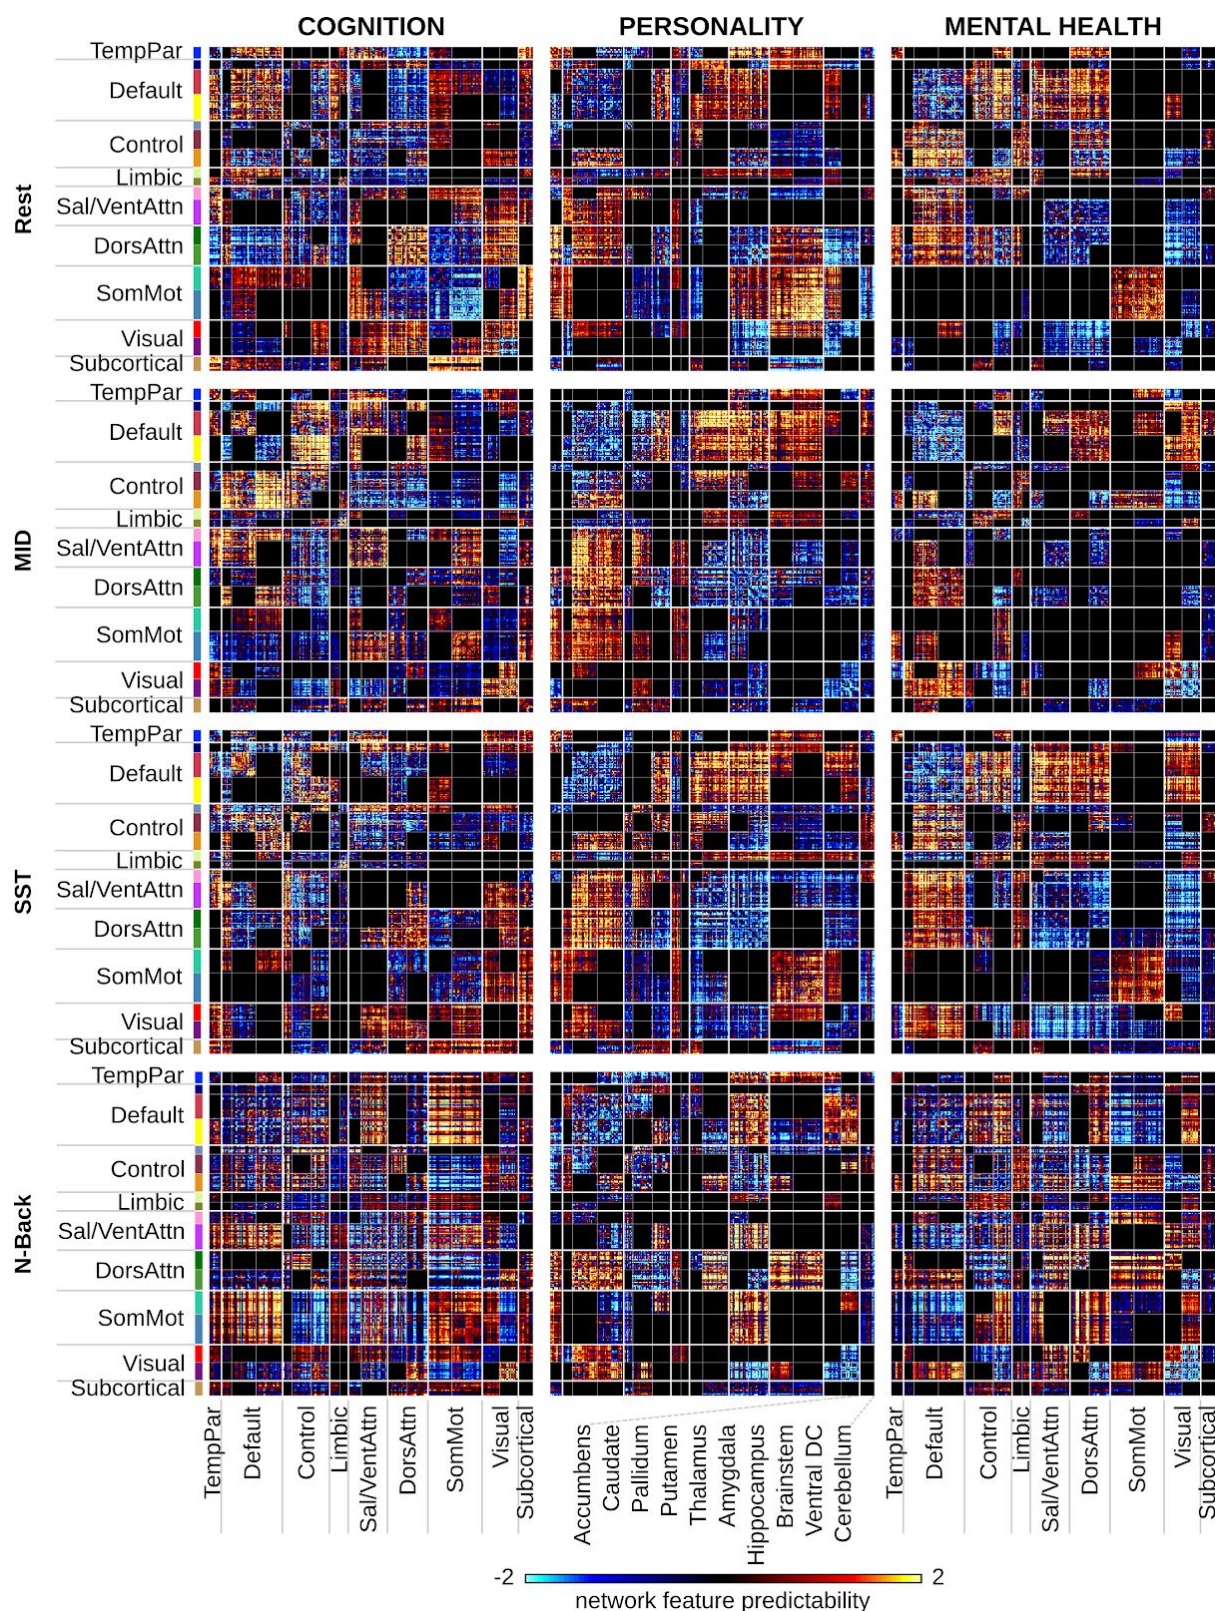 COGNITION PERSONALITY MENTAL HEALTH
Rest
TempPar
Default
Control
Limbic
Sal/VentAttn
DorsAttn
SomMot
Visual
Subcortical
MID
TempPar
Default
Control
Limbic
Sal/VentAttn
DorsAttn
SomMot
Visual
Subcortical
SST
TempPar
Default
Control
Limbic
Sal/VentAttn
DorsAttn
SomMot
Visual
Subcortical
N-Back
TempPar
Default
Control
Limbic
Sal/VentAttn
DorsAttn
SomMot
Visual
Subcortical
TempPar
Default
Control
Limbic
Sal/VentAttn
DorsAttn
SomMot
Visual
Subcortical
Accumbens
Caudate
Pallidum
Putamen
Thalamus
Amygdala
Hippocampus
Brainstem
Ventral DC
Cerebellum
TempPar
Default
Control
Limbic
Sal/VentAttn
DorsAttn
SomMot
Visual
Subcortical
-2 2
network feature predictability